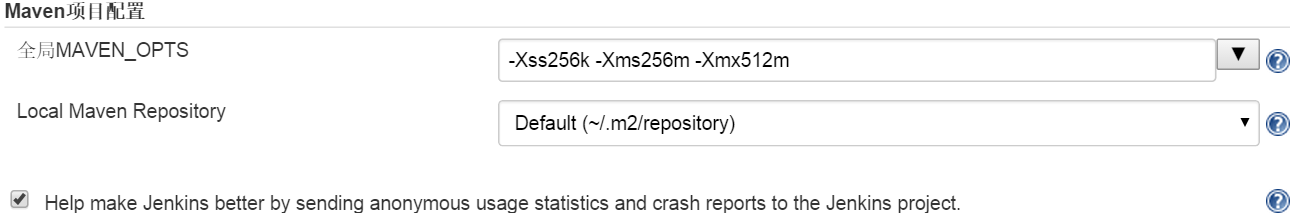 Maven项目配置
全局MAVEN_OPTS
-Xss256k -Xms256m -Xmx512m
Local Maven Repository
Default (~/.m2/repository)
Help make Jenkins better by sending anonymous usage statistics and crash reports to the Jenkins project.